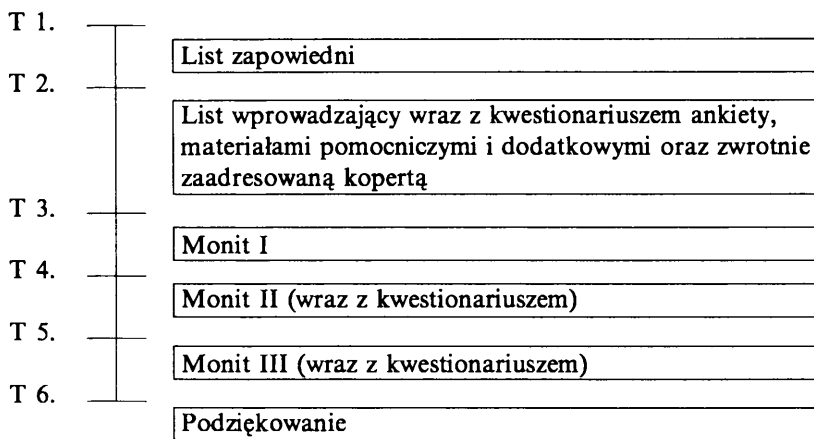 T 1.
List zapowiedni
T 2.
List wprowadzający wraz z kwestionariuszem ankiety,
materiałami pomocniczymi i dodatkowymi oraz zwrotnie
zaadresowaną kopertą
T 3.
Monit I
T 4.
Monit II (wraz z kwestionariuszem)
T 5.
Monit III (wraz z kwestionariuszem)
T 6.
Podziękowanie